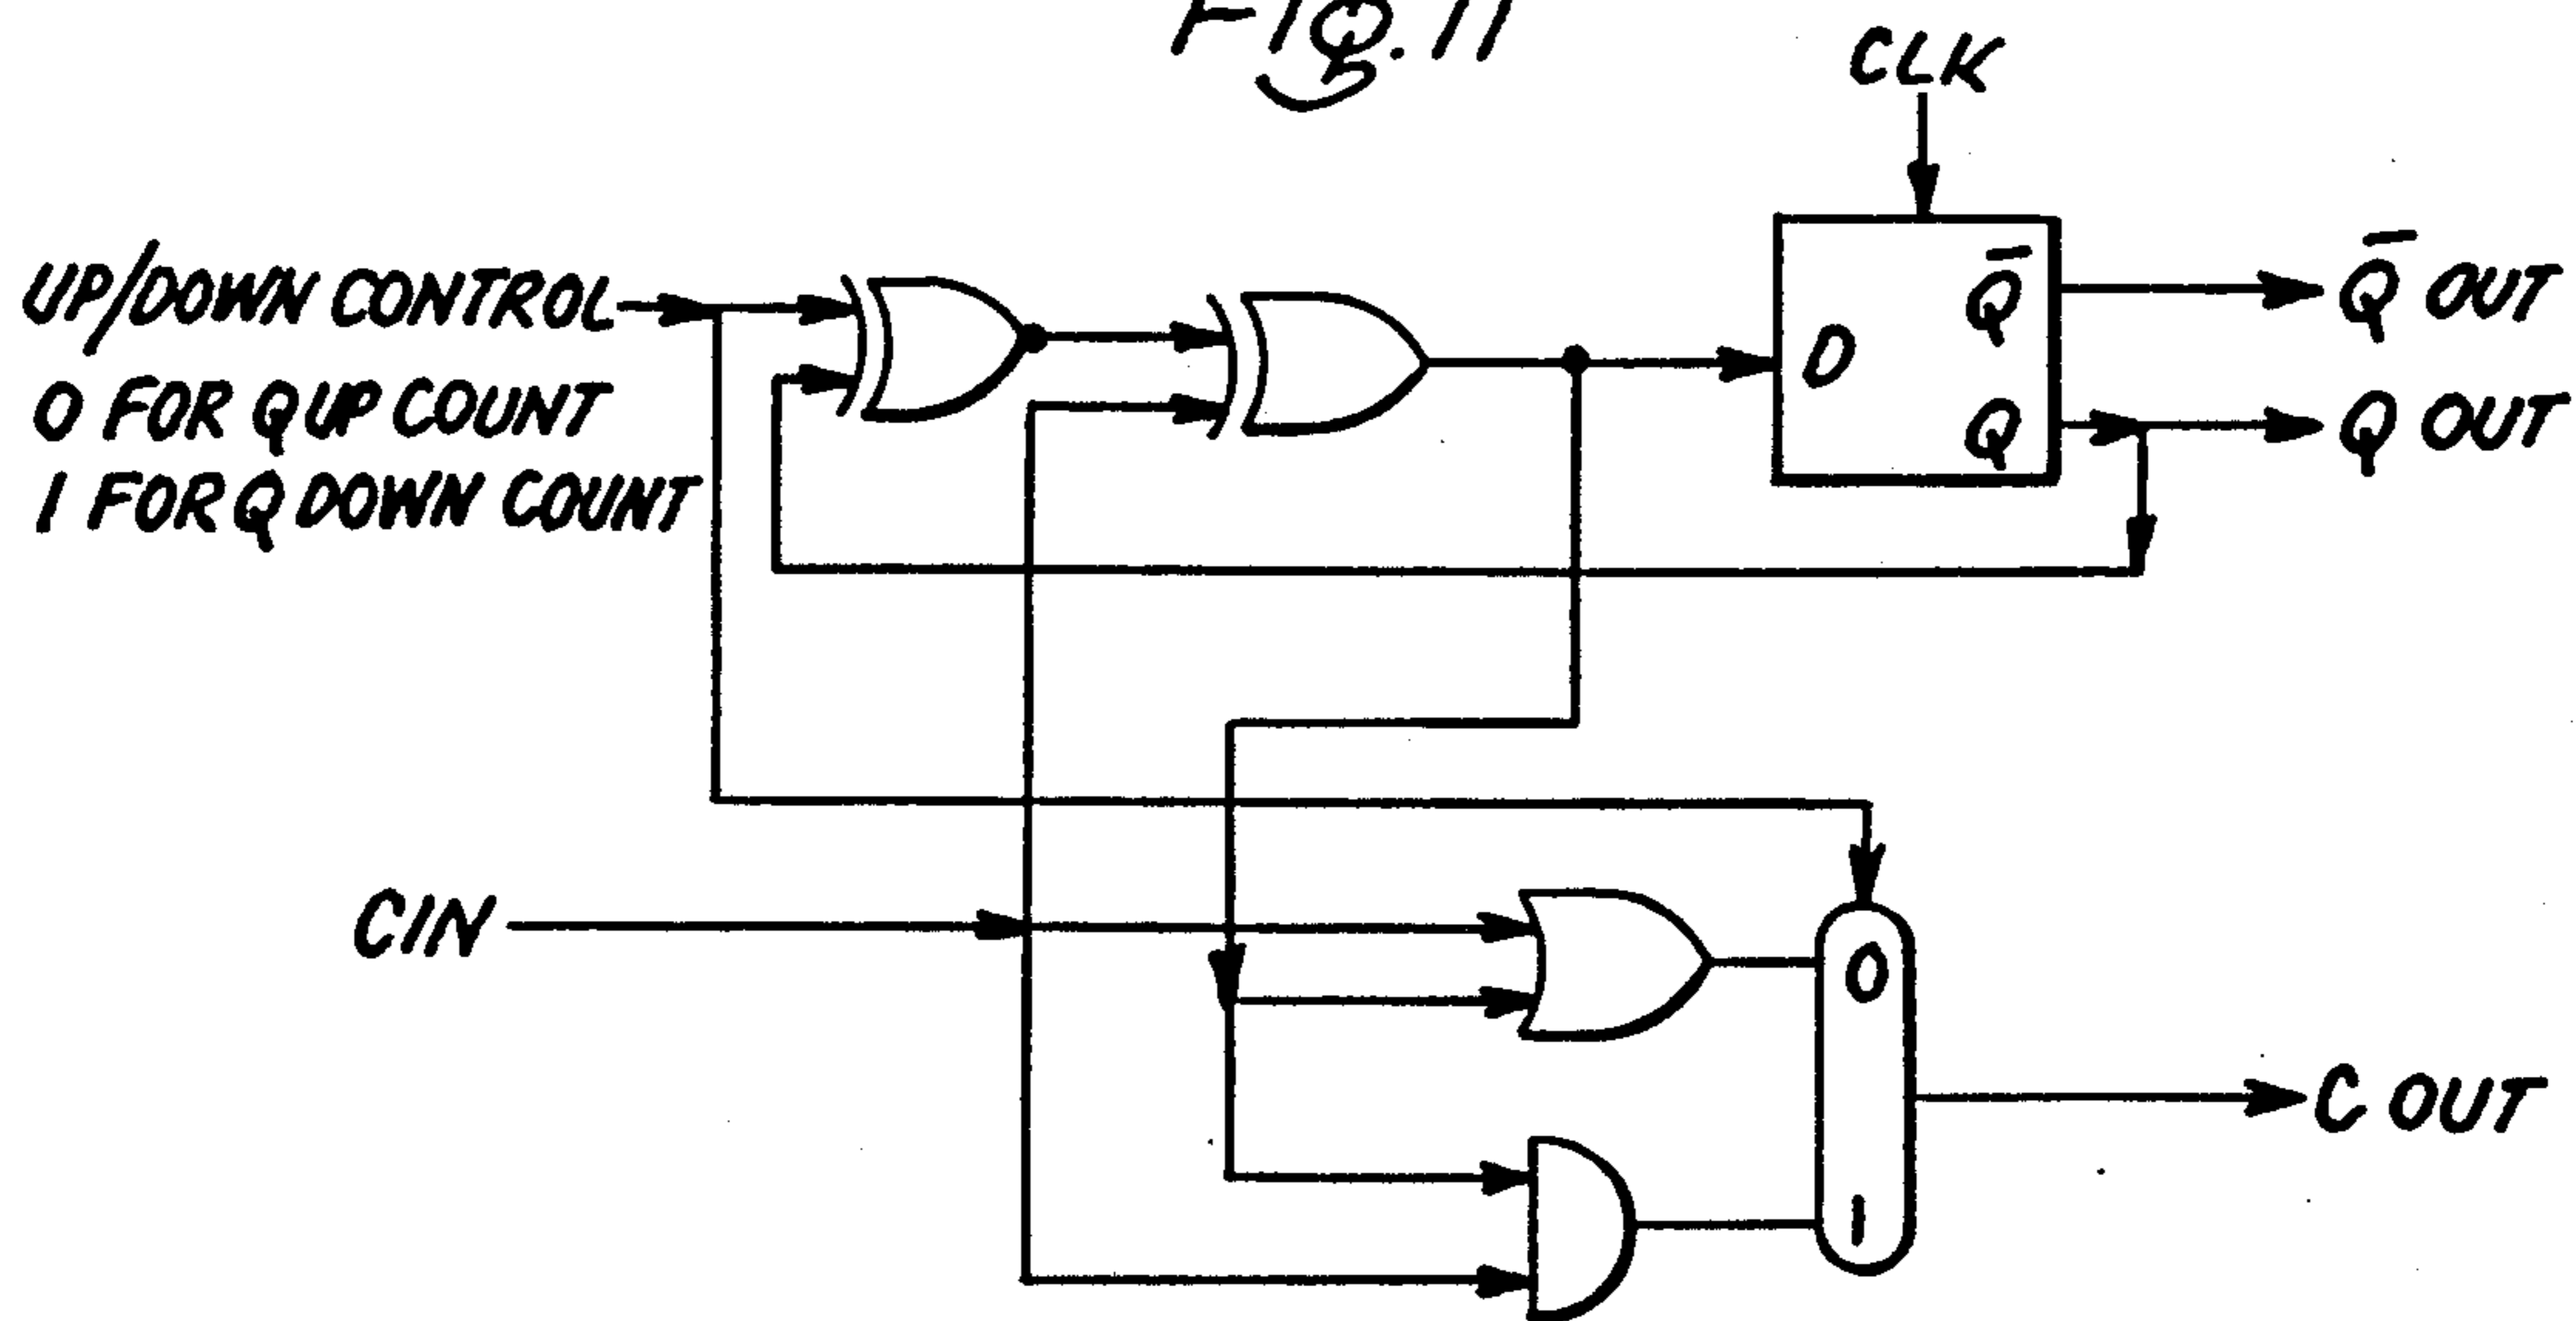 FIG. 11
CLK
UP/DOWN CONTROL
0 FOR Q UP COUNT
1 FOR Q DOWN COUNT
D
Q̅
Q
Q̅ OUT
Q OUT
CIN
0
1
C OUT